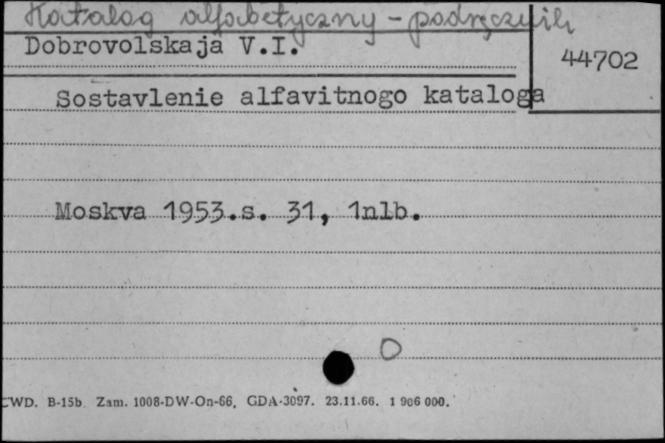 Katalog alfabetyczny - podręczniki
Dobrovolskaja V.I.
44702
Sostavlenie alfavitnogo kataloga
Moskva 1953.s. 31, 1nlb.
O
CWD. B-15b. Zam. 1008-DW-On-66. GDA-3097. 23.11.66. 1 906 000.